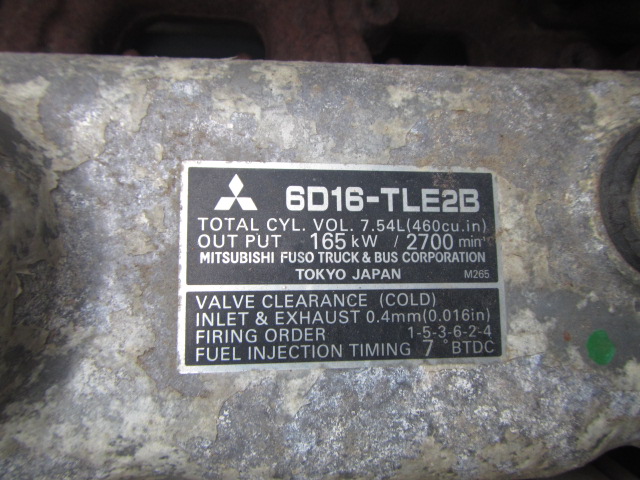 6D16-TLE2B
TOTAL CYL. VOL. 7.54L(460cu.in)
OUT PUT 165 kW / 2700 min⁻¹
MITSUBISHI FUSO TRUCK & BUS CORPORATION
TOKYO JAPAN M265
VALVE CLEARANCE (COLD)
INLET & EXHAUST 0.4mm(0.016in)
FIRING ORDER 1-5-3-6-2-4
FUEL INJECTION TIMING 7 °BTDC